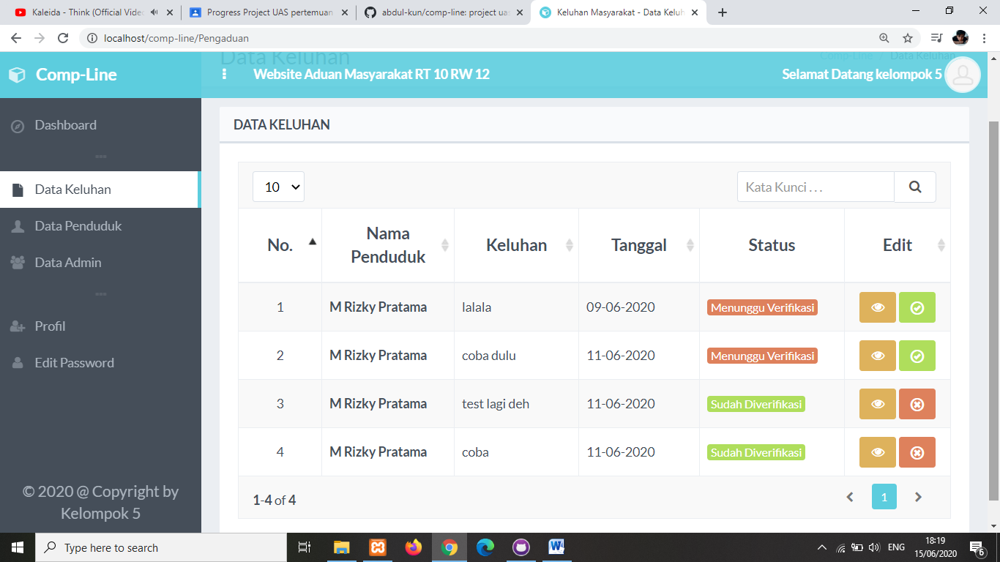 Kaleida - Think (Official Vide
Progress Project UAS pertemuan
abdul-kun/comp-line: project uas
Keluhan Masyarakat - Data Keluh
localhost/comp-line/Pengaduan
Data Keluhan
Comp-Line / Data Keluhan
Comp-Line
Website Aduan Masyarakat RT 10 RW 12
Selamat Datang kelompok 5
Dashboard
Data Keluhan
Data Penduduk
Data Admin
Profil
Edit Password
© 2020 @ Copyright by
Kelompok 5
DATA KELUHAN
10
Kata Kunci . . .
No.
Nama
Penduduk
Keluhan
Tanggal
Status
Edit
1 M Rizky Pratama lalala 09-06-2020 Menunggu Verifikasi
2 M Rizky Pratama coba dulu 11-06-2020 Menunggu Verifikasi
3 M Rizky Pratama test lagi deh 11-06-2020 Sudah Diverifikasi
4 M Rizky Pratama coba 11-06-2020 Sudah Diverifikasi
1-4 of 4
1
Type here to search
ENG
18:19
15/06/2020
6